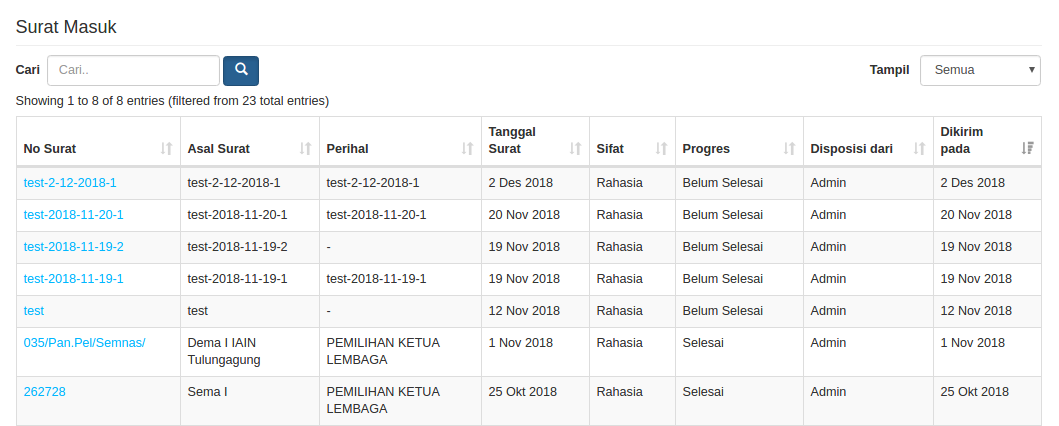 Surat Masuk
Cari Cari.. Tampil Semua
Showing 1 to 8 of 8 entries (filtered from 23 total entries)
No Surat Asal Surat Perihal Tanggal Surat Sifat Progres Disposisi dari Dikirim pada
test-2-12-2018-1 test-2-12-2018-1 test-2-12-2018-1 2 Des 2018 Rahasia Belum Selesai Admin 2 Des 2018
test-2018-11-20-1 test-2018-11-20-1 test-2018-11-20-1 20 Nov 2018 Rahasia Belum Selesai Admin 20 Nov 2018
test-2018-11-19-2 test-2018-11-19-2 - 19 Nov 2018 Rahasia Belum Selesai Admin 19 Nov 2018
test-2018-11-19-1 test-2018-11-19-1 test-2018-11-19-1 19 Nov 2018 Rahasia Belum Selesai Admin 19 Nov 2018
test test - 12 Nov 2018 Rahasia Belum Selesai Admin 12 Nov 2018
035/Pan.Pel/Semnas/ Dema I IAIN Tulungagung PEMILIHAN KETUA LEMBAGA 1 Nov 2018 Rahasia Selesai Admin 1 Nov 2018
262728 Sema I PEMILIHAN KETUA LEMBAGA 25 Okt 2018 Rahasia Selesai Admin 25 Okt 2018